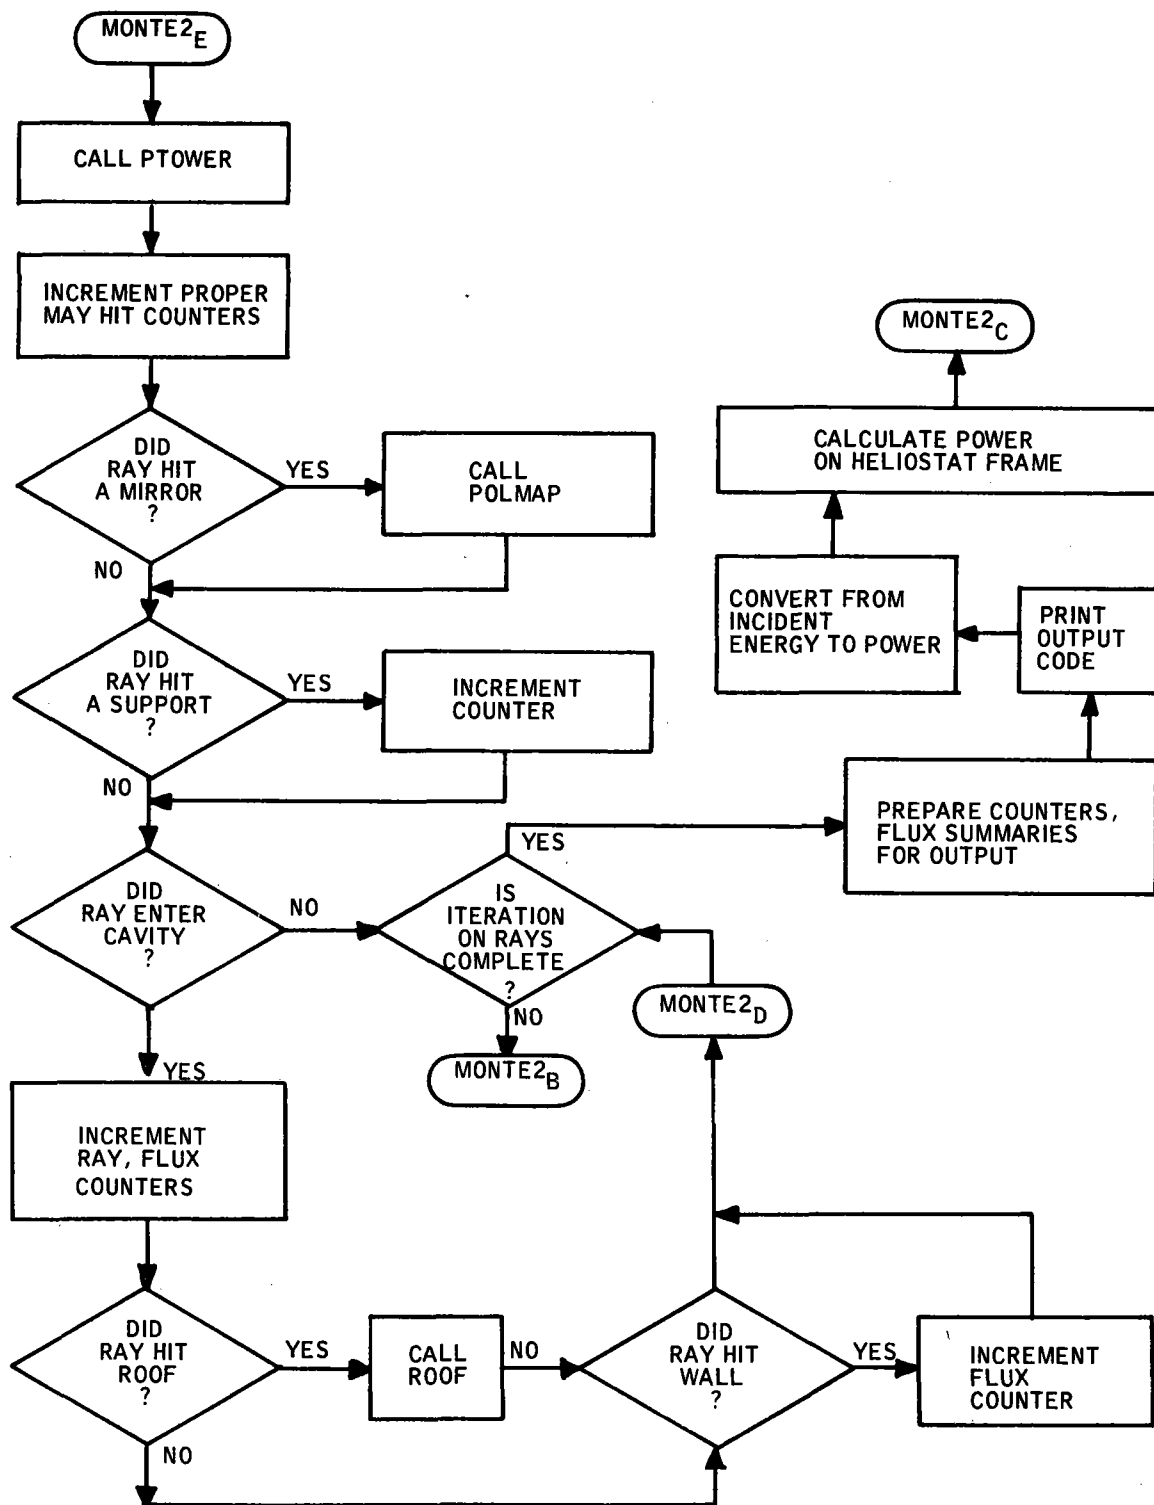 MONTE2E
CALL PTOWER
INCREMENT PROPER
MAY HIT COUNTERS
DID
RAY HIT
A MIRROR
?
YES
CALL
POLMAP
NO
DID
RAY HIT
A SUPPORT
?
YES
INCREMENT
COUNTER
NO
DID
RAY ENTER
CAVITY
?
NO
IS
ITERATION
ON RAYS
COMPLETE
?
YES
NO
MONTE2B
MONTE2D
PREPARE COUNTERS,
FLUX SUMMARIES
FOR OUTPUT
PRINT
OUTPUT
CODE
CONVERT FROM
INCIDENT
ENERGY TO POWER
CALCULATE POWER
ON HELIOSTAT FRAME
MONTE2C
YES
INCREMENT
RAY, FLUX
COUNTERS
DID
RAY HIT
ROOF
?
YES
CALL
ROOF
NO
NO
DID
RAY HIT
WALL
?
YES
INCREMENT
FLUX
COUNTER